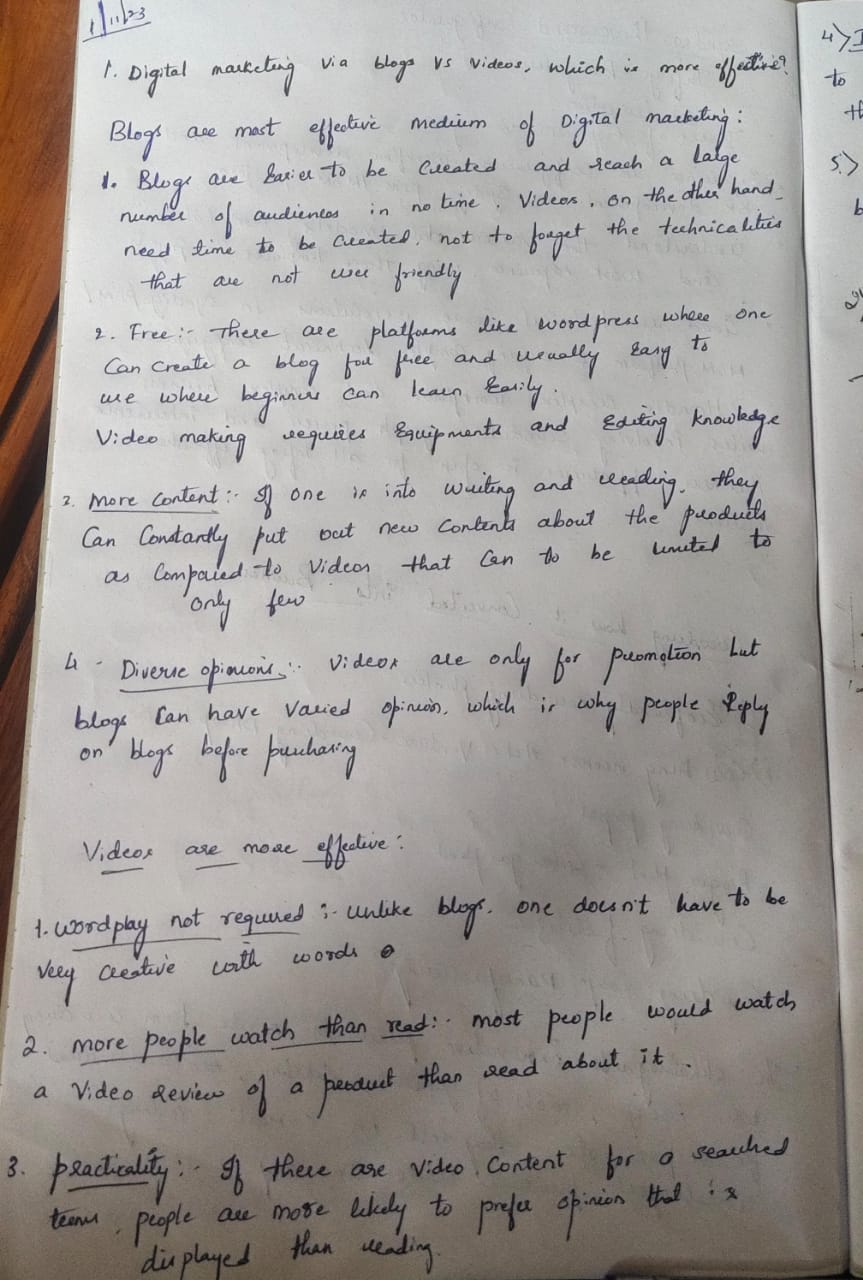 1/11/23
1. Digital marketing via blogs vs videos, which is more effective?
Blogs are most effective medium of Digital marketing:
1. Blogs are Easier to be Created and reach a large
number of audiences in no time. Videos, on the other hand
need time to be created, not to forget the technicalities
that are not user friendly
2. Free:- There are platforms like wordpress where one
Can Create a blog for free and usually Easy to
use where beginners can learn Easily.
Video making requires Equipments and Editing knowledge
3. More Content:- If one is into writing and reading, they
Can Constantly put out new Contents about the products
as Compared to Videos that Can to be limited to
only few
4- Diverse opinions:- Videos are only for promotion but
blogs Can have Varied opinion, which is why people Reply
on blogs before purchasing
Videos are more effective:
1. wordplay not required:- unlike blogs, one doesn't have to be
Very creative with words
2. more people watch than read:- most people would watch
a Video Review of a product than read about it.
3. practicality:- If there are Video Content for a searched
terms, people are more likely to prefer opinion that is
displayed than reading.
4>
to
5>
b